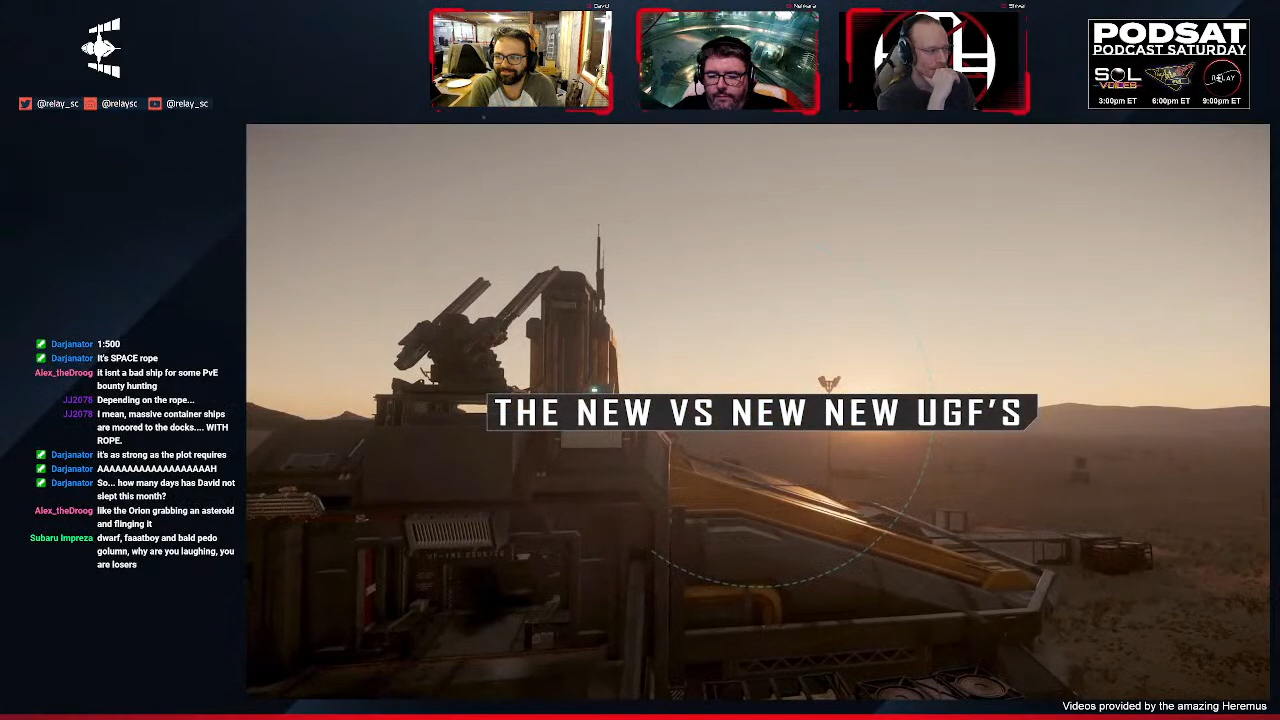 David
Shiver
PODSAT
PODCAST SATURDAY
SOL
VOICES
RELAY
3:00pm ET
6:00pm ET
9:00pm ET
@relay_sc
@relaysc
@relay_sc
THE NEW VS NEW NEW UGF'S
Darjanator 1:500
Darjanator It's SPACE rope
Alex_theDroog it isnt a bad ship for some PvE
bounty hunting
JJ2078 Depending on the rope...
JJ2078 I mean, massive container ships
are moored to the docks.... WITH
ROPE.
Darjanator it's as strong as the plot requires
Darjanator AAAAAAAAAAAAAAAAAAH
Darjanator So... how many days has David not
slept this month?
Alex_theDroog like the Orion grabbing an asteroid
and flinging it
Subaru Impreza dwarf, faaatboy and bald pedo
golumn, why are you laughing, you
are losers
Videos provided by the amazing Heremus